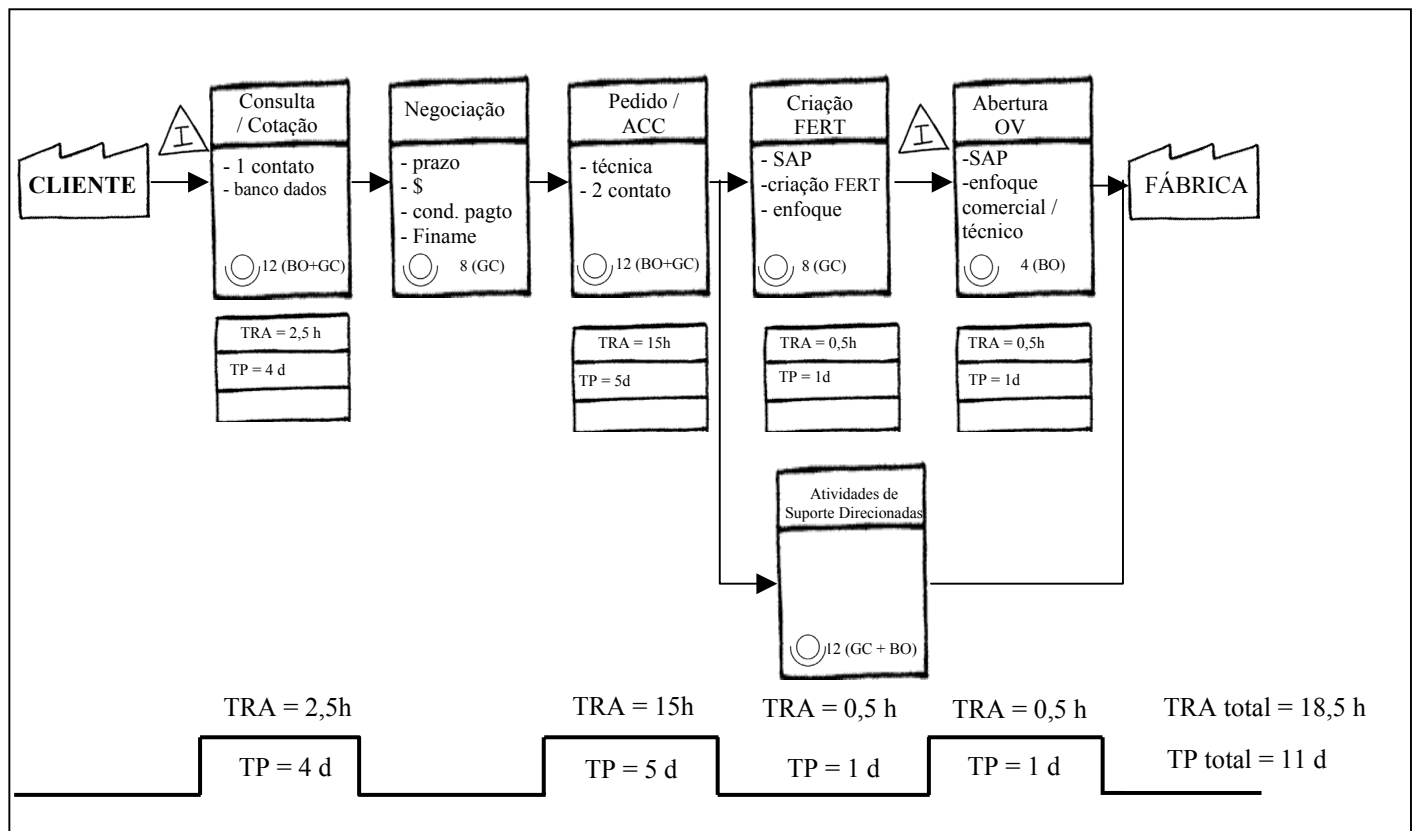 CLIENTE
I
Consulta
/ Cotação
- 1 contato
- banco dados
12 (BO+GC)
TRA = 2,5 h
TP = 4 d
Negociação
- prazo
- $
- cond. pagto
- Finame
8 (GC)
Pedido /
ACC
- técnica
- 2 contato
12 (BO+GC)
TRA = 15h
TP = 5d
Criação
FERT
- SAP
-criação FERT
- enfoque
8 (GC)
TRA = 0,5h
TP = 1d
I
Abertura
OV
-SAP
-enfoque
comercial /
técnico
4 (BO)
TRA = 0,5h
TP = 1d
FÁBRICA
Atividades de
Suporte Direcionadas
12 (GC + BO)
TRA = 2,5h
TRA = 15h
TRA = 0,5 h
TRA = 0,5 h
TRA total = 18,5 h
TP = 4 d
TP = 5 d
TP = 1 d
TP = 1 d
TP total = 11 d